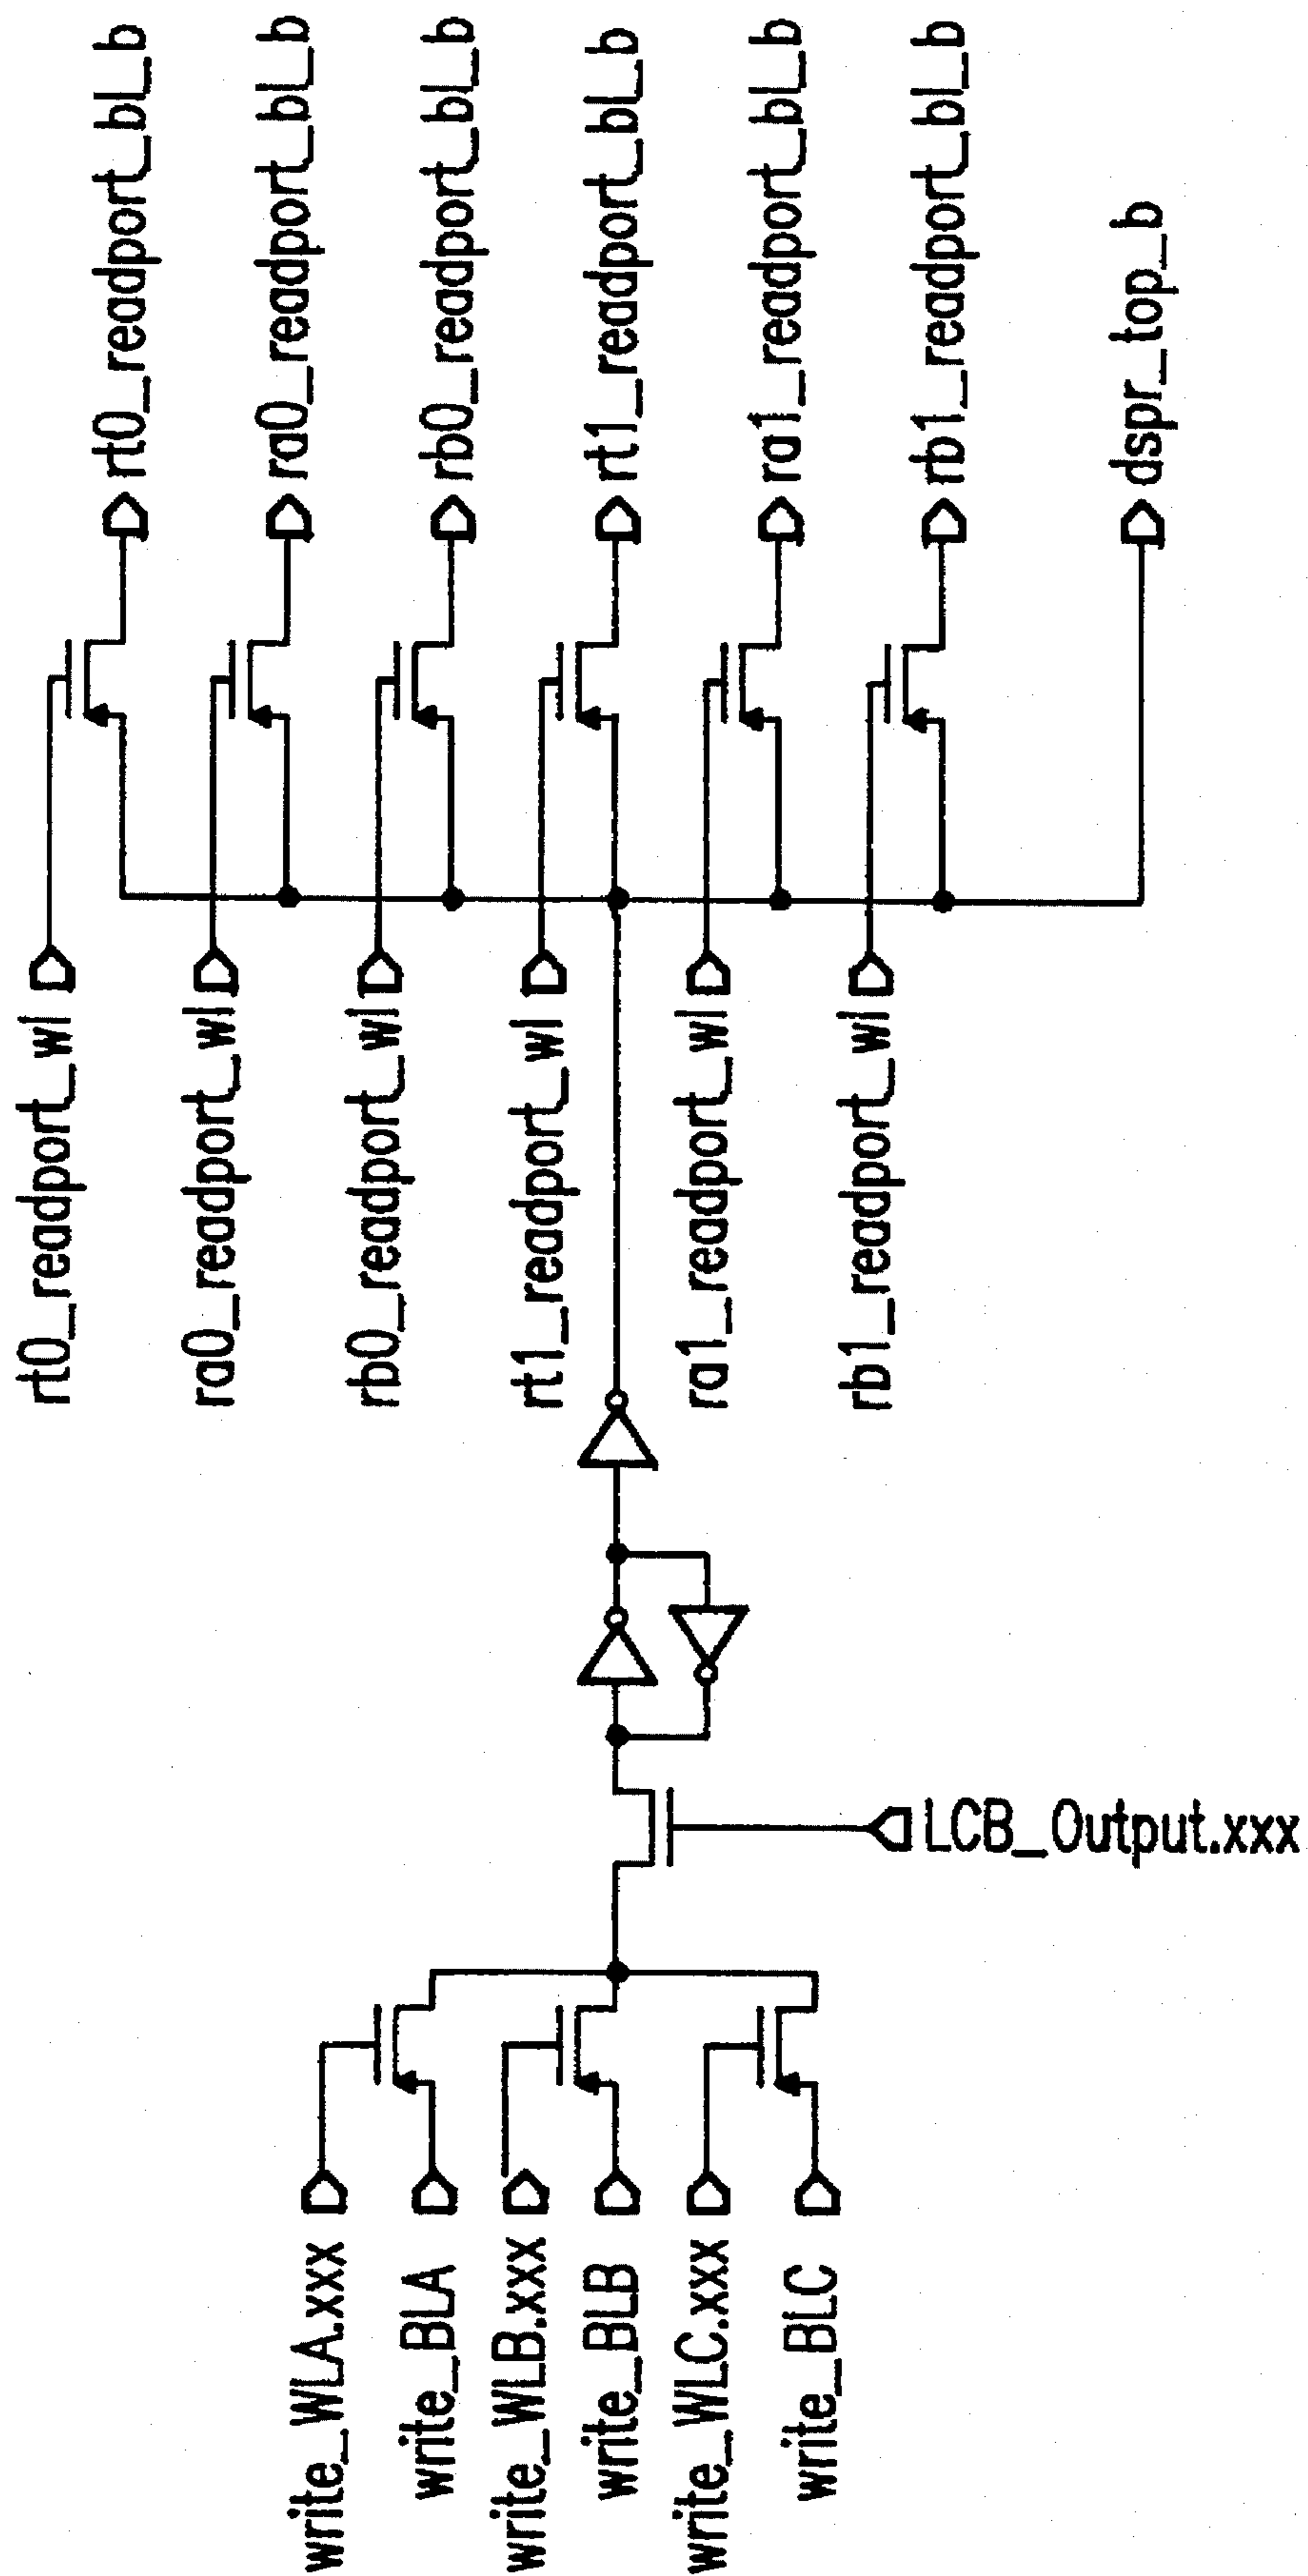 rt0_readport_wl
rt0_readport_bl_b
ra0_readport_wl
ra0_readport_bl_b
rb0_readport_wl
rb0_readport_bl_b
rt1_readport_wl
rt1_readport_bl_b
ra1_readport_wl
ra1_readport_bl_b
rb1_readport_wl
rb1_readport_bl_b
dspr_top_b
write_WLA.xxx
write_BLA
write_WLB.xxx
write_BLB
write_WLC.xxx
write_BLC
LCB_Output.xxx